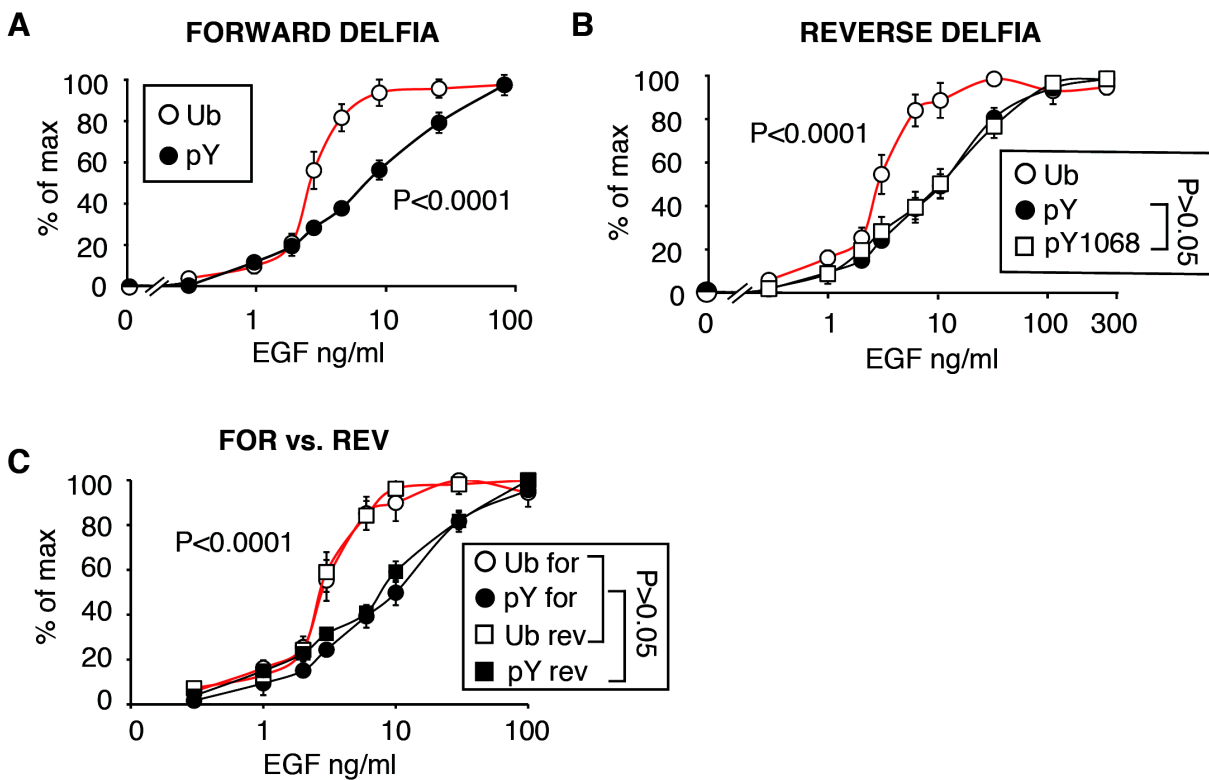 A
FORWARD DELFIA
% of max
100
80
60
40
20
0
Ub
pY
P<0.0001
0
1
10
100
EGF ng/ml
B
REVERSE DELFIA
% of max
100
80
60
40
20
0
P<0.0001
Ub
pY
pY1068
P>0.05
0
1
10
100
300
EGF ng/ml
C
FOR vs. REV
% of max
100
80
60
40
20
0
P<0.0001
Ub for
pY for
Ub rev
pY rev
P>0.05
0
1
10
100
EGF ng/ml